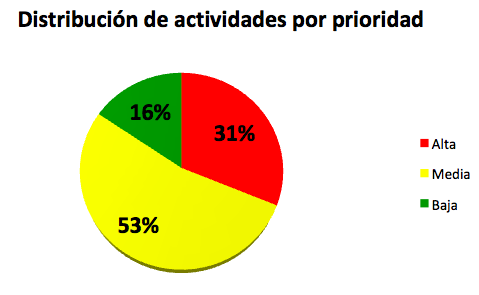 Distribución de actividades por prioridad
16%
31%
53%
Alta
Media
Baja